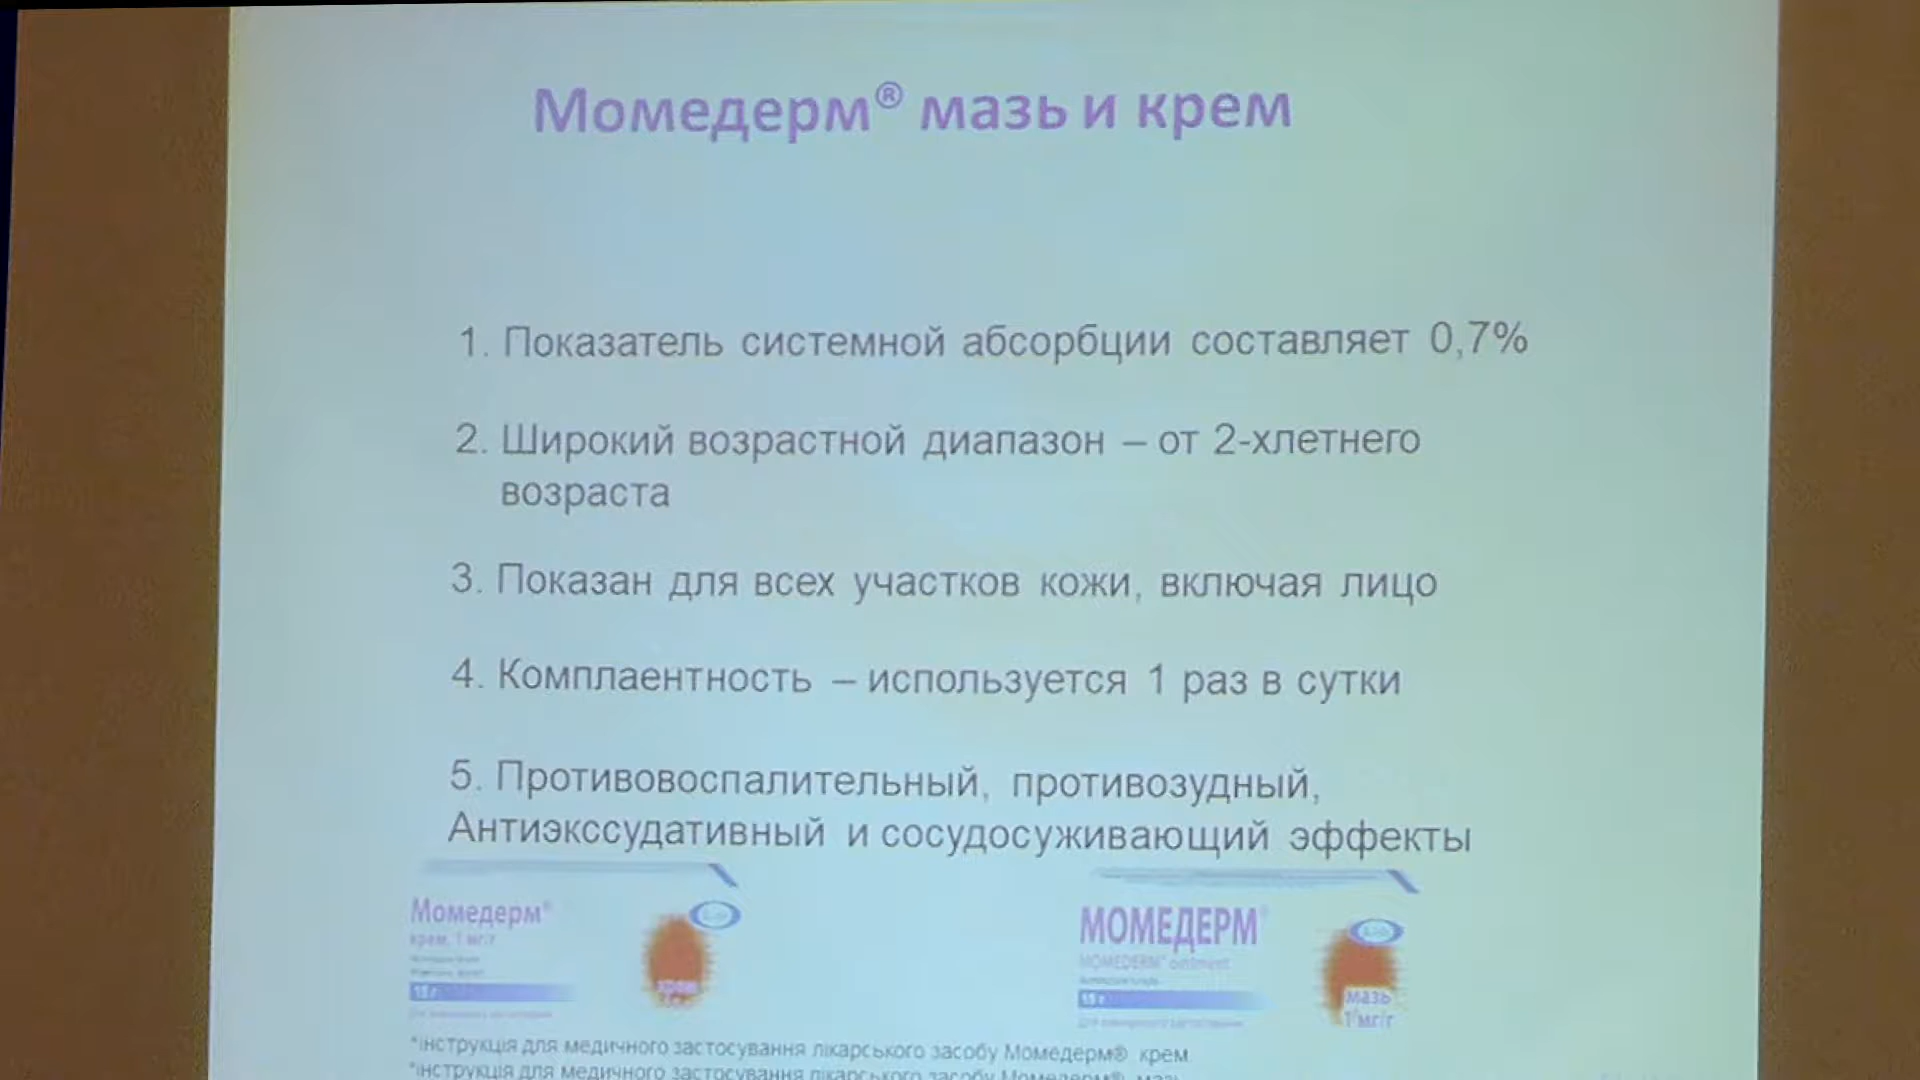 Момедерм® мазь и крем
1. Показатель системной абсорбции составляет 0,7%
2. Широкий возрастной диапазон – от 2-хлетнего
возраста
3. Показан для всех участков кожи, включая лицо
4. Комплаентность – используется 1 раз в сутки
5. Противовоспалительный, противозудный,
Антиэкссудативный и сосудосуживающий эффекты
Момедерм®
крем, 1 мг/г
15 г
крем
МОМЕДЕРМ®
MOMEDERM® ointment
15 г
мазь
1 мг/г
*інструкція для медичного застосування лікарського засобу Момедерм® крем
*інструкція для медичного застосування лікарського засобу Момедерм® мазь